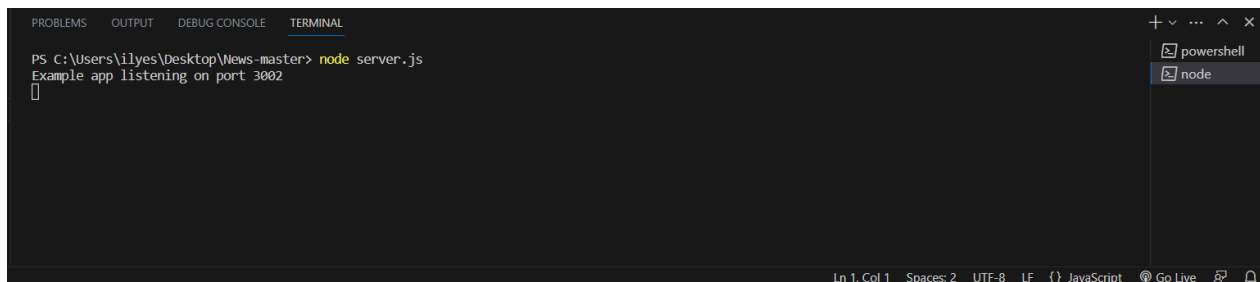 PROBLEMS OUTPUT DEBUG CONSOLE TERMINAL
PS C:\Users\ilyes\Desktop\News-master> node server.js
Example app listening on port 3002
powershell
node
Ln 1, Col 1 Spaces: 2 UTF-8 LF {} JavaScript Go Live